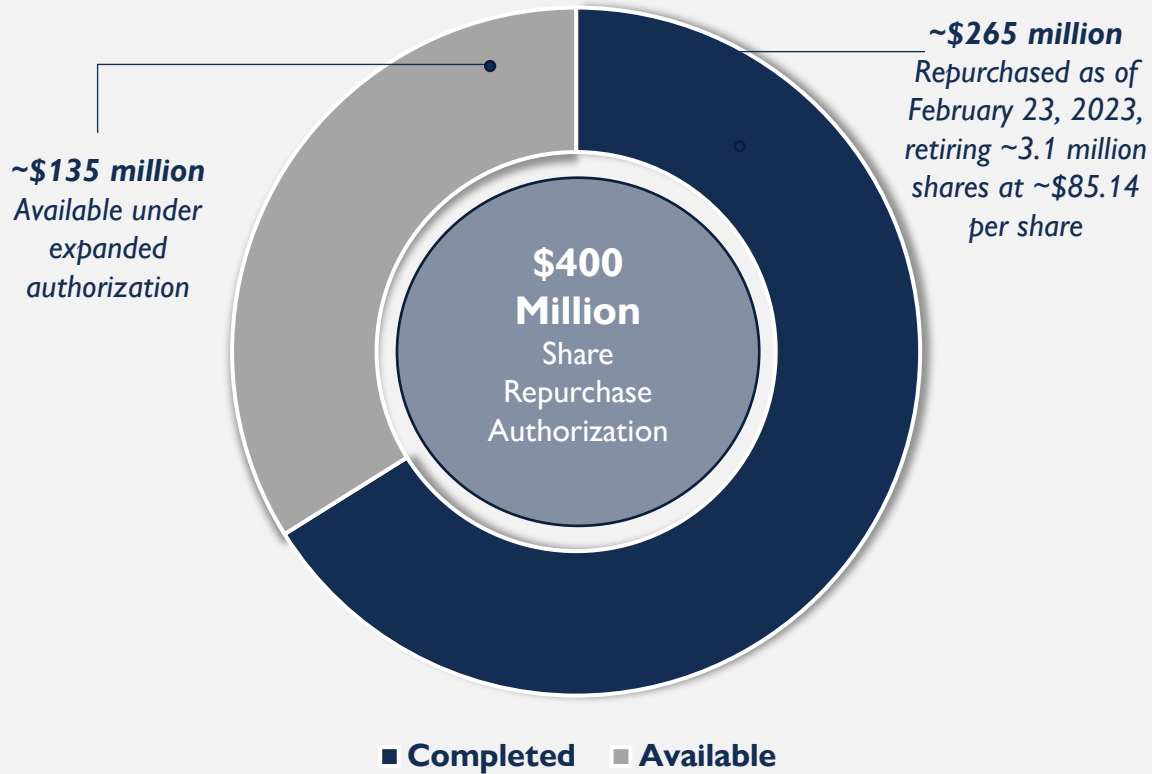 ~$265 million
Repurchased as of
February 23, 2023,
retiring ~3.1 million
shares at ~$85.14
per share
~$135 million
Available under
expanded
authorization
$400
Million
Share
Repurchase
Authorization
Completed
Available